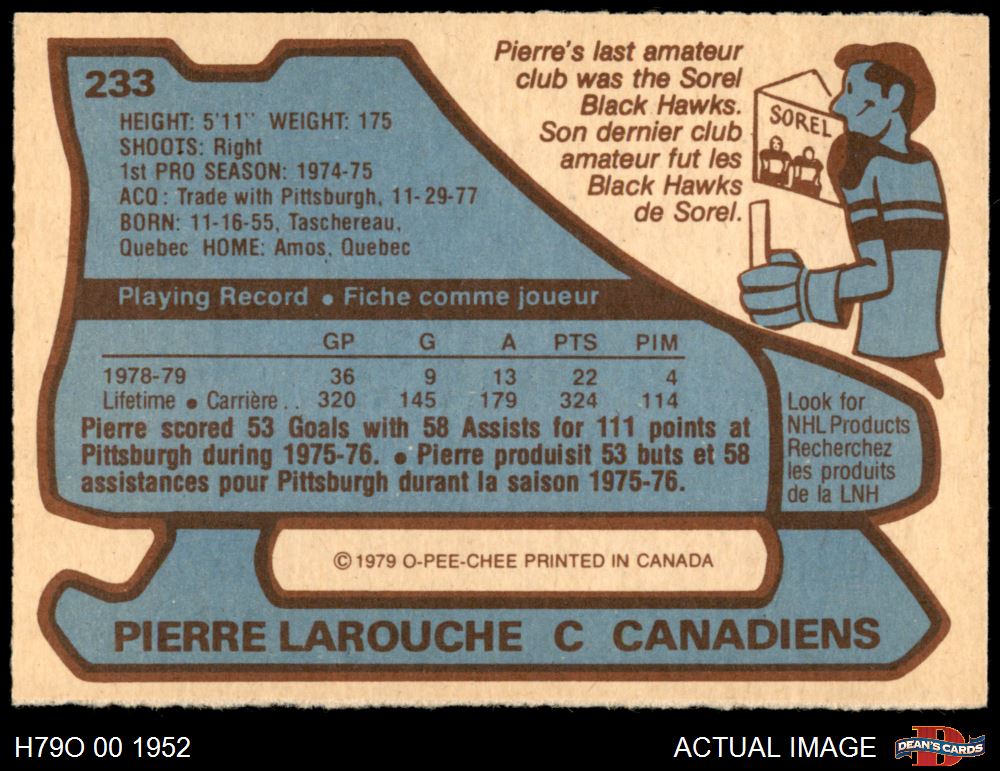 233
HEIGHT: 5'11" WEIGHT: 175
SHOOTS: Right
1st PRO SEASON: 1974-75
ACQ: Trade with Pittsburgh, 11-29-77
BORN: 11-16-55, Taschereau,
Quebec HOME: Amos, Quebec
Pierre's last amateur
club was the Sorel
Black Hawks.
Son dernier club
amateur fut les
Black Hawks
de Sorel.
SOREL
Playing Record • Fiche comme joueur
GP G A PTS PIM
1978-79 36 9 13 22 4
Lifetime • Carrière . . 320 145 179 324 114
Pierre scored 53 Goals with 58 Assists for 111 points at
Pittsburgh during 1975-76. • Pierre produisit 53 buts et 58
assistances pour Pittsburgh durant la saison 1975-76.
Look for
NHL Products
Recherchez
les produits
de la LNH
© 1979 O-PEE-CHEE PRINTED IN CANADA
PIERRE LAROUCHE C CANADIENS
H79O 00 1952
ACTUAL IMAGE
DEAN'S CARDS